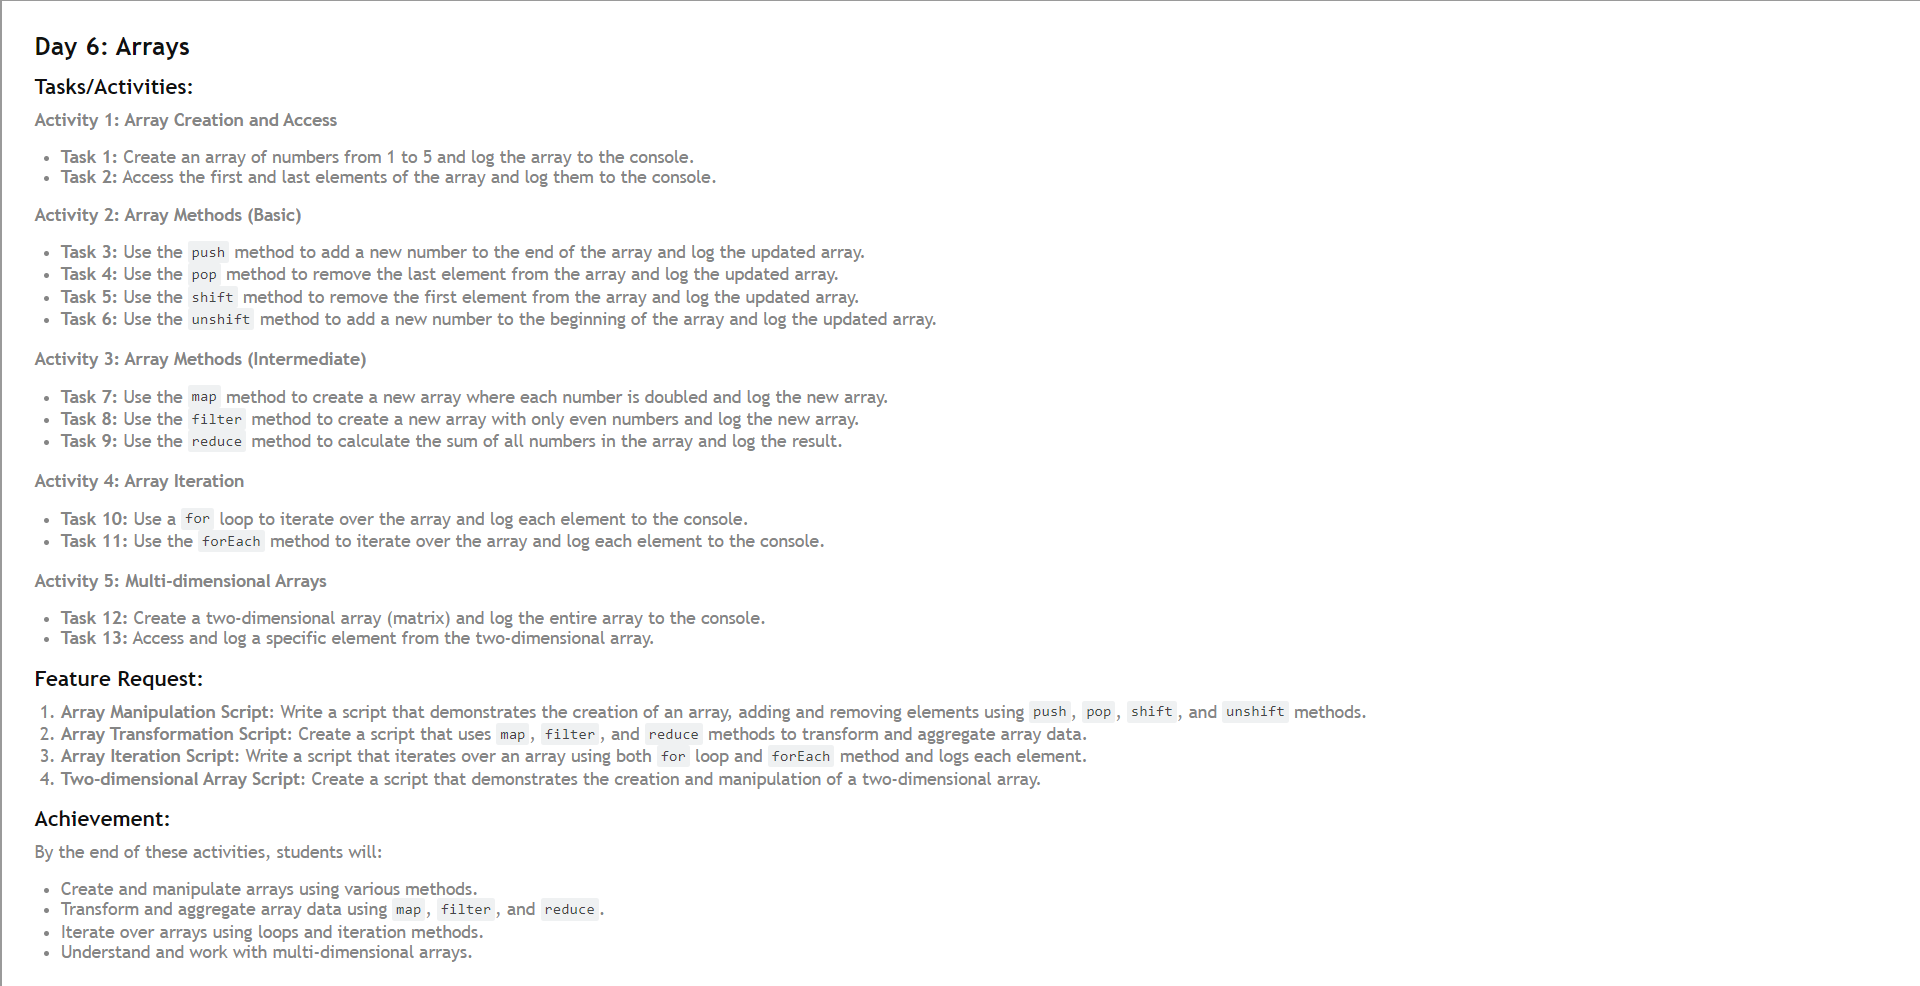 Day 6: Arrays
Tasks/Activities:
Activity 1: Array Creation and Access
• Task 1: Create an array of numbers from 1 to 5 and log the array to the console.
• Task 2: Access the first and last elements of the array and log them to the console.
Activity 2: Array Methods (Basic)
• Task 3: Use the push method to add a new number to the end of the array and log the updated array.
• Task 4: Use the pop method to remove the last element from the array and log the updated array.
• Task 5: Use the shift method to remove the first element from the array and log the updated array.
• Task 6: Use the unshift method to add a new number to the beginning of the array and log the updated array.
Activity 3: Array Methods (Intermediate)
• Task 7: Use the map method to create a new array where each number is doubled and log the new array.
• Task 8: Use the filter method to create a new array with only even numbers and log the new array.
• Task 9: Use the reduce method to calculate the sum of all numbers in the array and log the result.
Activity 4: Array Iteration
• Task 10: Use a for loop to iterate over the array and log each element to the console.
• Task 11: Use the forEach method to iterate over the array and log each element to the console.
Activity 5: Multi-dimensional Arrays
• Task 12: Create a two-dimensional array (matrix) and log the entire array to the console.
• Task 13: Access and log a specific element from the two-dimensional array.
Feature Request:
1. Array Manipulation Script: Write a script that demonstrates the creation of an array, adding and removing elements using push, pop, shift, and unshift methods.
2. Array Transformation Script: Create a script that uses map, filter, and reduce methods to transform and aggregate array data.
3. Array Iteration Script: Write a script that iterates over an array using both for loop and forEach method and logs each element.
4. Two-dimensional Array Script: Create a script that demonstrates the creation and manipulation of a two-dimensional array.
Achievement:
By the end of these activities, students will:
• Create and manipulate arrays using various methods.
• Transform and aggregate array data using map, filter, and reduce.
• Iterate over arrays using loops and iteration methods.
• Understand and work with multi-dimensional arrays.